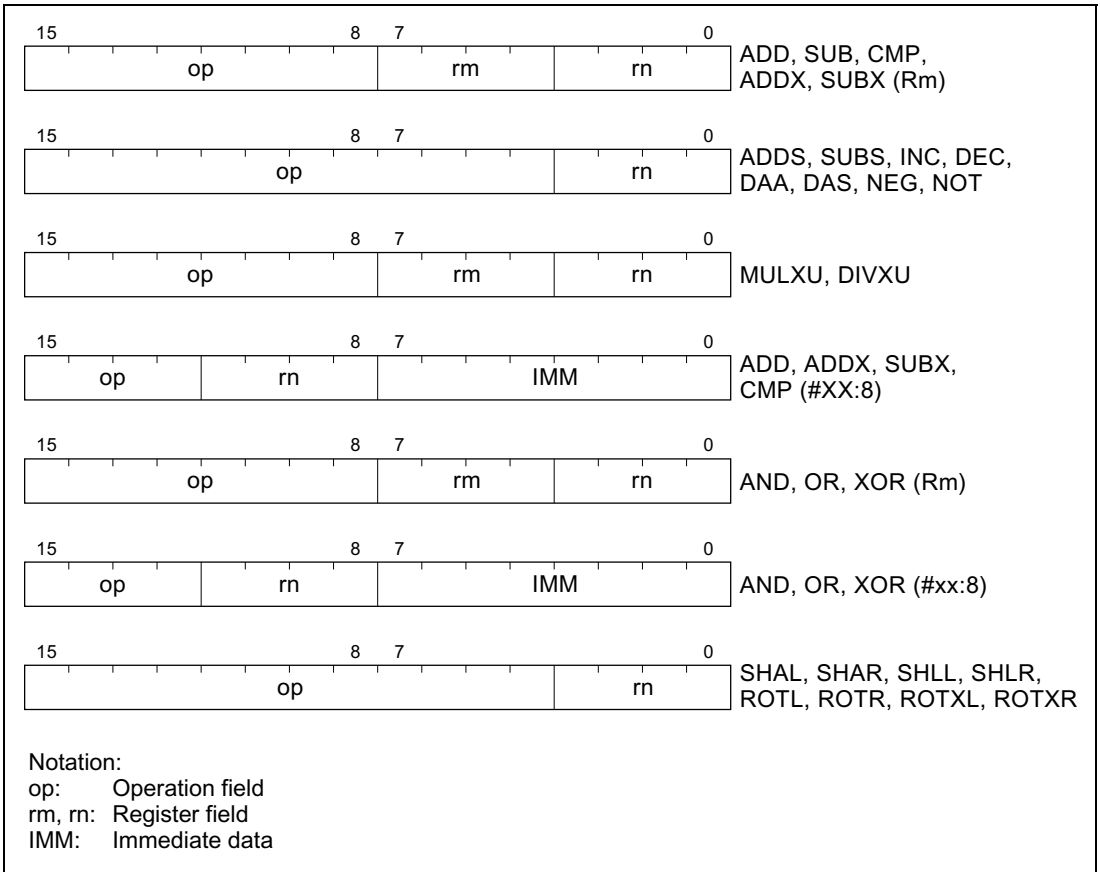 15 8 7 0
op rm rn ADD, SUB, CMP,
ADDX, SUBX (Rm)
15 8 7 0
op rn ADDS, SUBS, INC, DEC,
DAA, DAS, NEG, NOT
15 8 7 0
op rm rn MULXU, DIVXU
15 8 7 0
op rn IMM ADD, ADDX, SUBX,
CMP (#XX:8)
15 8 7 0
op rm rn AND, OR, XOR (Rm)
15 8 7 0
op rn IMM AND, OR, XOR (#xx:8)
15 8 7 0
op rn SHAL, SHAR, SHLL, SHLR,
ROTL, ROTR, ROTXL, ROTXR
Notation:
op: Operation field
rm, rn: Register field
IMM: Immediate data